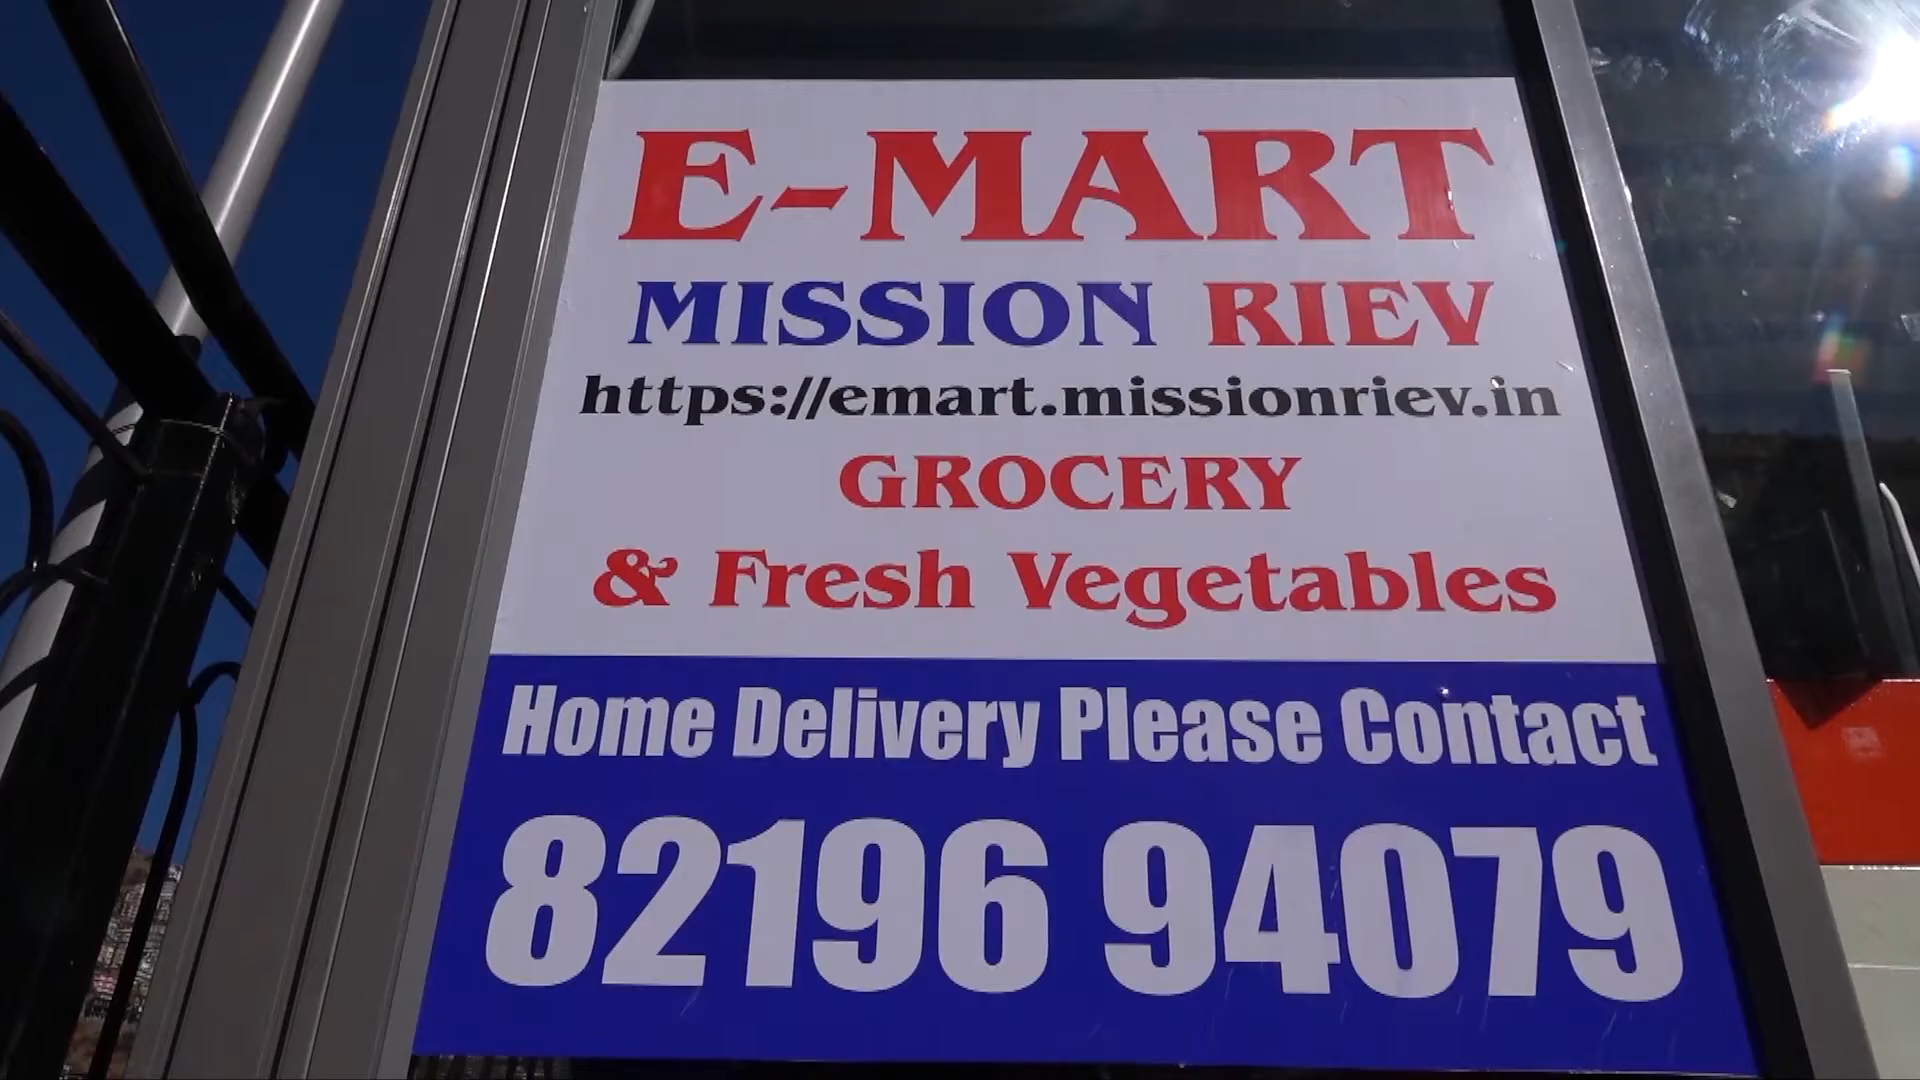 E-MART
MISSION RIEV
https://emart.missionriev.in
GROCERY
& Fresh Vegetables
Home Delivery Please Contact
82196 94079